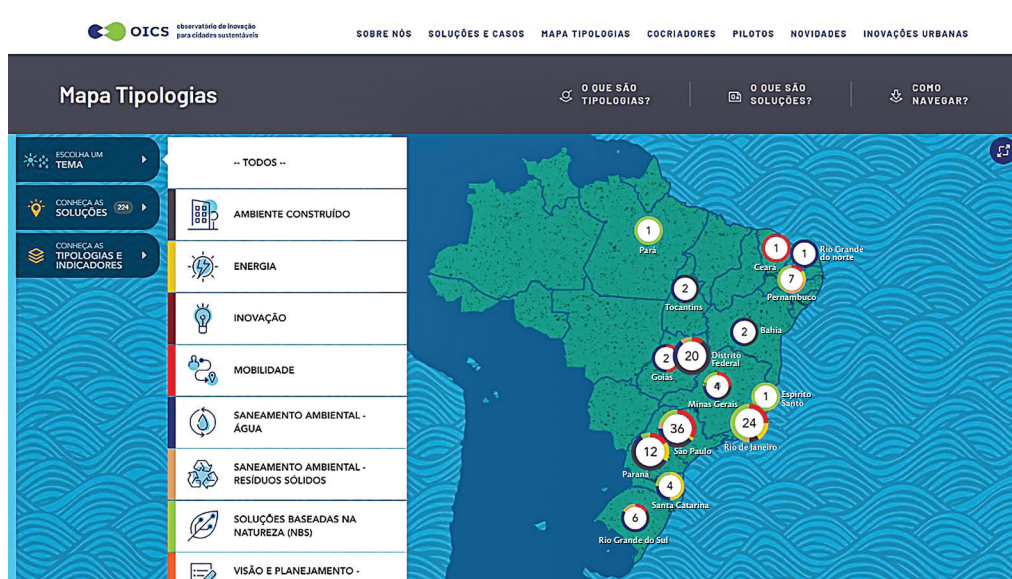 OICS
observatório de inovação
para cidades sustentáveis
SOBRE NÓS
SOLUÇÕES E CASOS
MAPA TIPOLOGIAS
COCRIADORES
PILOTOS
NOVIDADES
INOVAÇÕES URBANAS
Mapa Tipologias
O QUE SÃO
TIPOLOGIAS?
O QUE SÃO
SOLUÇÕES?
COMO
NAVEGAR?
ESCOLHA UM
TEMA
CONHEÇA AS
SOLUÇÕES
224
CONHEÇA AS
TIPOLOGIAS E
INDICADORES
-- TODOS --
AMBIENTE CONSTRUÍDO
ENERGIA
INOVAÇÃO
MOBILIDADE
SANEAMENTO AMBIENTAL -
ÁGUA
SANEAMENTO AMBIENTAL -
RESÍDUOS SÓLIDOS
SOLUÇÕES BASEADAS NA
NATUREZA (NBS)
VISÃO E PLANEJAMENTO -
1
Pará
1
Ceará
1
Rio Grande
do norte
7
Pernambuco
2
Tocantins
2
Bahia
2
Goiás
20
Distrito
Federal
4
Minas Gerais
1
Espirito
Santo
24
Rio de Janeiro
36
São Paulo
12
Paraná
4
Santa Catarina
6
Rio Grande do Sul